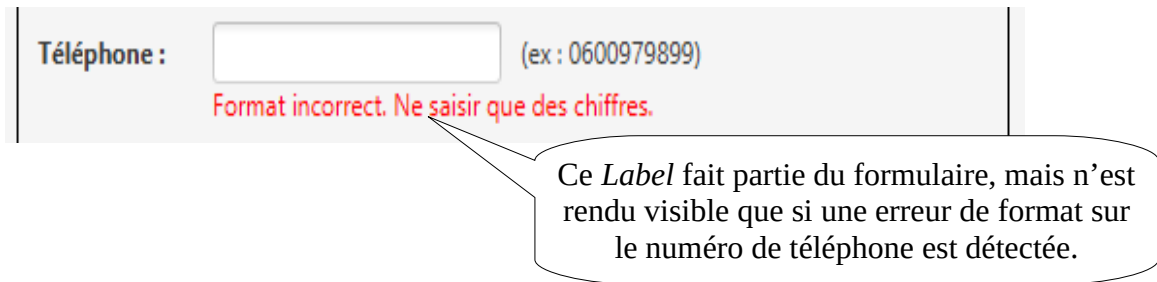 Téléphone : (ex : 0600979899)
Format incorrect. Ne saisir que des chiffres.
Ce Label fait partie du formulaire, mais n’est
rendu visible que si une erreur de format sur
le numéro de téléphone est détectée.